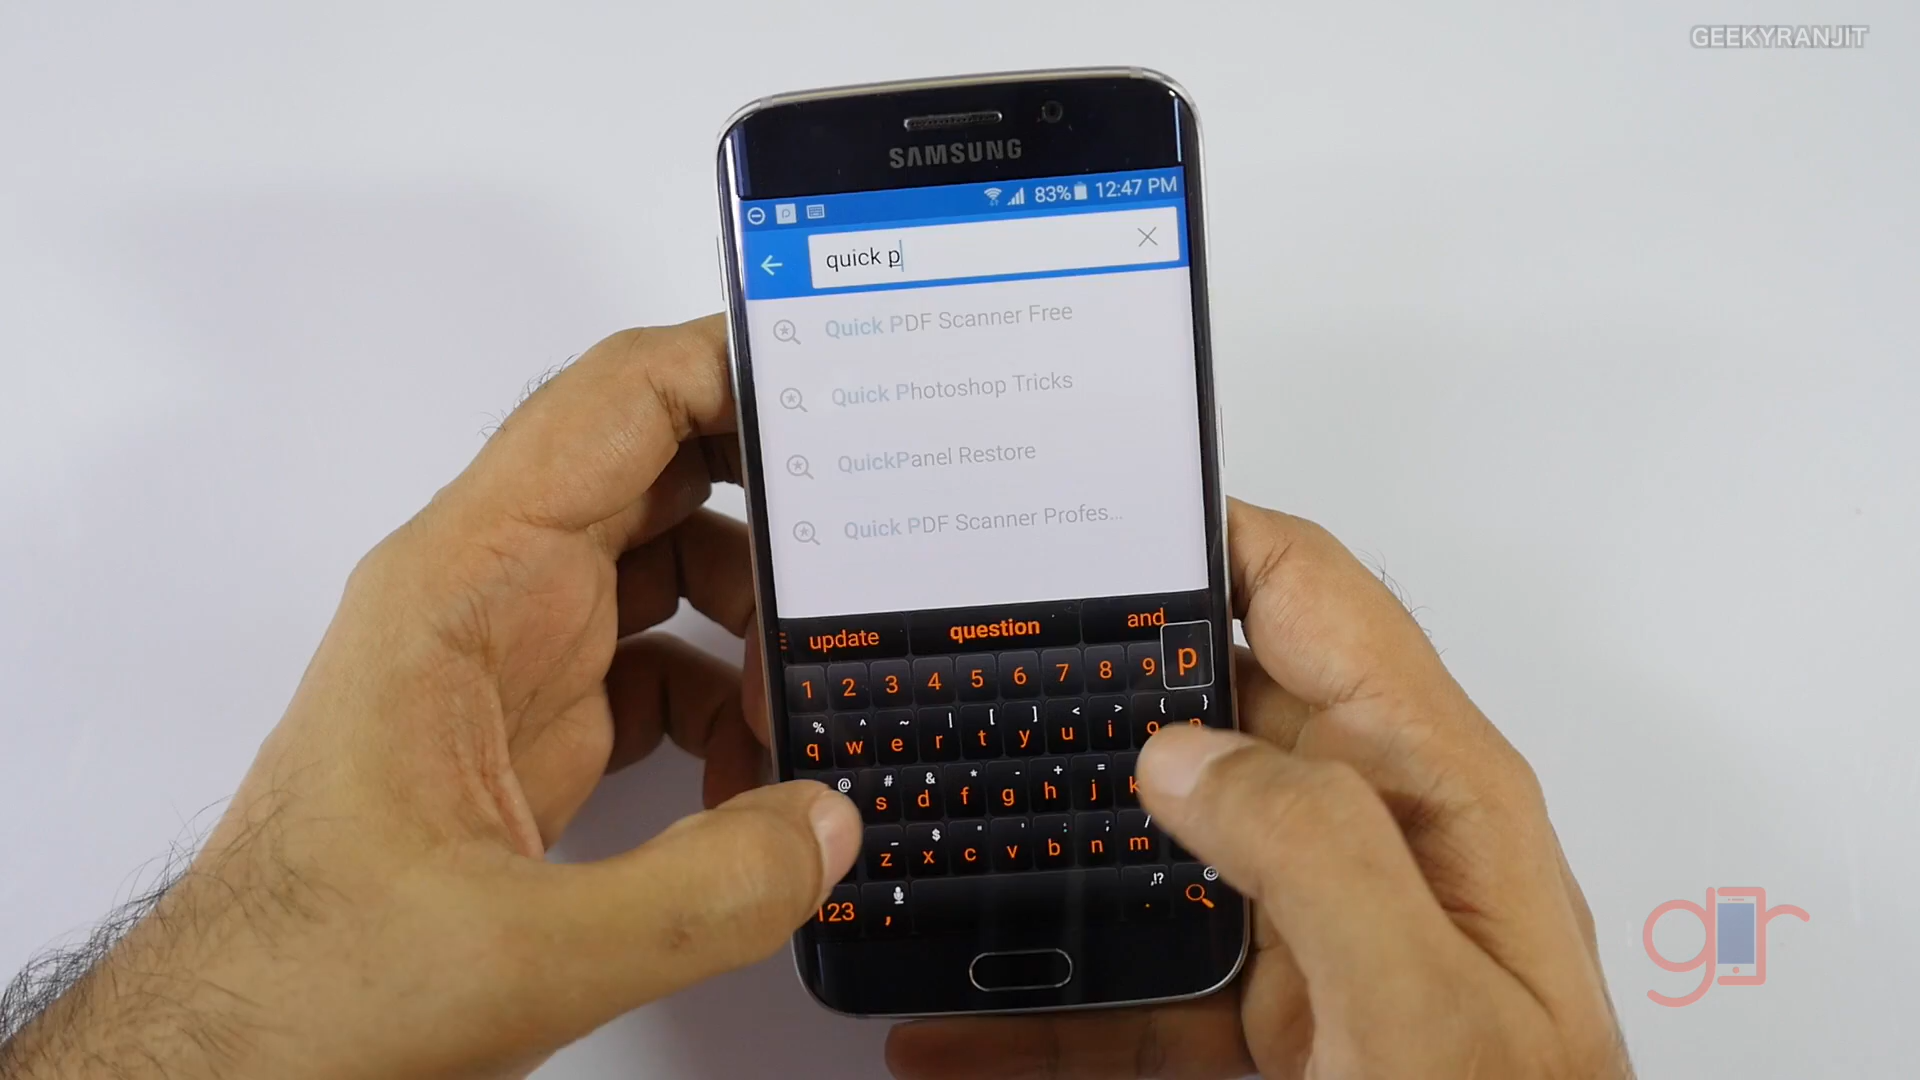 GEEKYRANJIT
SAMSUNG
83% 12:47 PM
quick p
Quick PDF Scanner Free
Quick Photoshop Tricks
QuickPanel Restore
Quick PDF Scanner Profes...
update question and
1 2 3 4 5 6 7 8 9 p
% ^ ~ | [ ] < > { }
q w e r t y u i o p
@ # & * - + =
s d f g h j k
- $ " ' : ; /
z x c v b n m
,!?
123 , .
gr